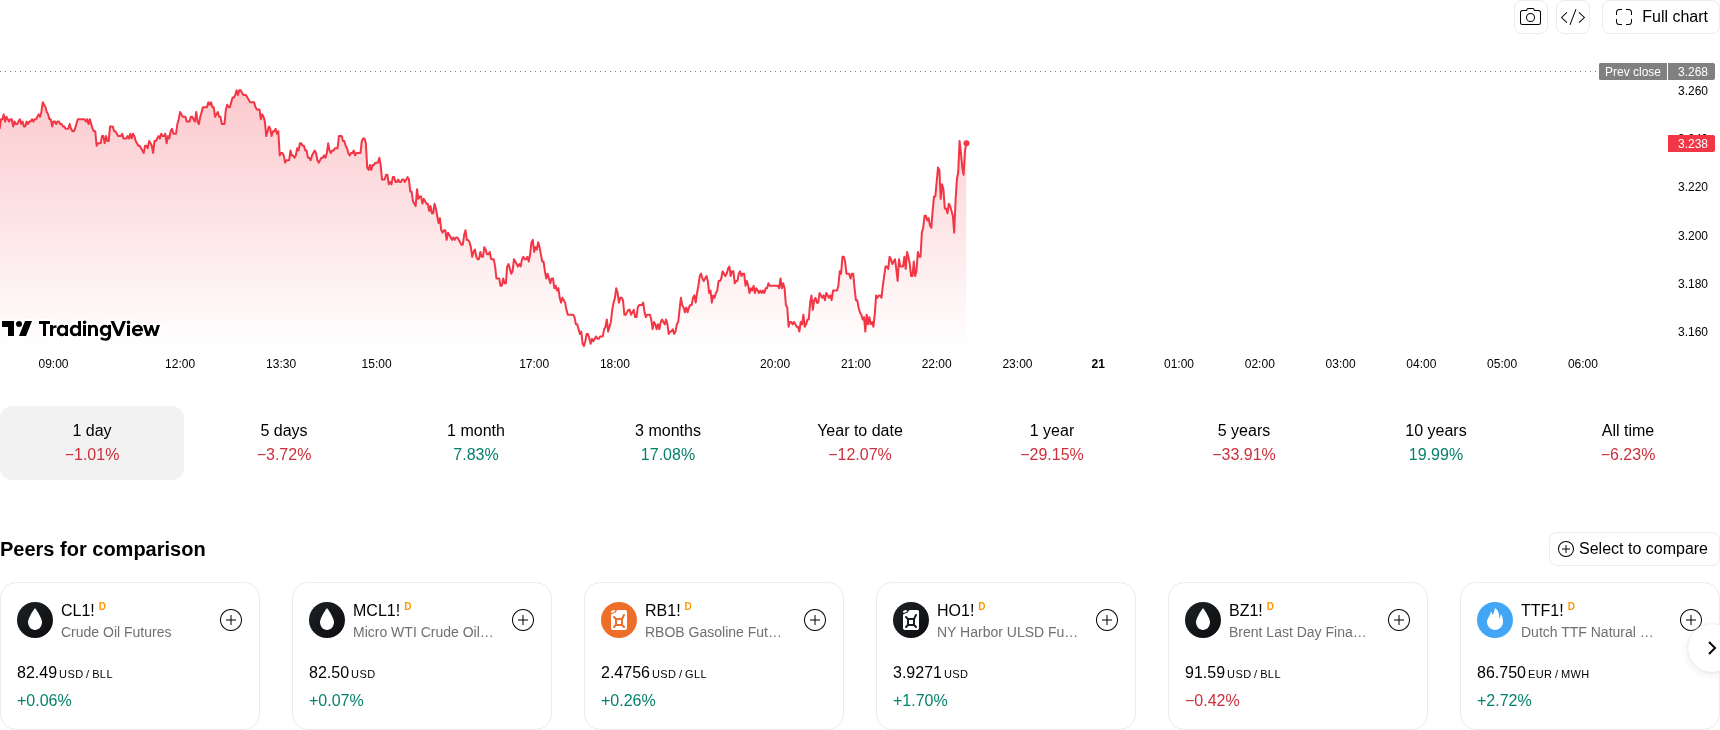 Full chart
Prev close 3.268
3.260
3.238
3.220
3.200
3.180
3.160
TradingView
09:00 12:00 13:30 15:00 17:00 18:00 20:00 21:00 22:00 23:00 21 01:00 02:00 03:00 04:00 05:00 06:00
1 day 5 days 1 month 3 months Year to date 1 year 5 years 10 years All time
−1.01% −3.72% 7.83% 17.08% −12.07% −29.15% −33.91% 19.99% −6.23%
Peers for comparison Select to compare
CL1! D MCL1! D RB1! D HO1! D BZ1! D TTF1! D
Crude Oil Futures Micro WTI Crude Oil… RBOB Gasoline Fut… NY Harbor ULSD Fu… Brent Last Day Fina… Dutch TTF Natural …
82.49 USD / BLL 82.50 USD 2.4756 USD / GLL 3.9271 USD 91.59 USD / BLL 86.750 EUR / MWH
+0.06% +0.07% +0.26% +1.70% −0.42% +2.72%